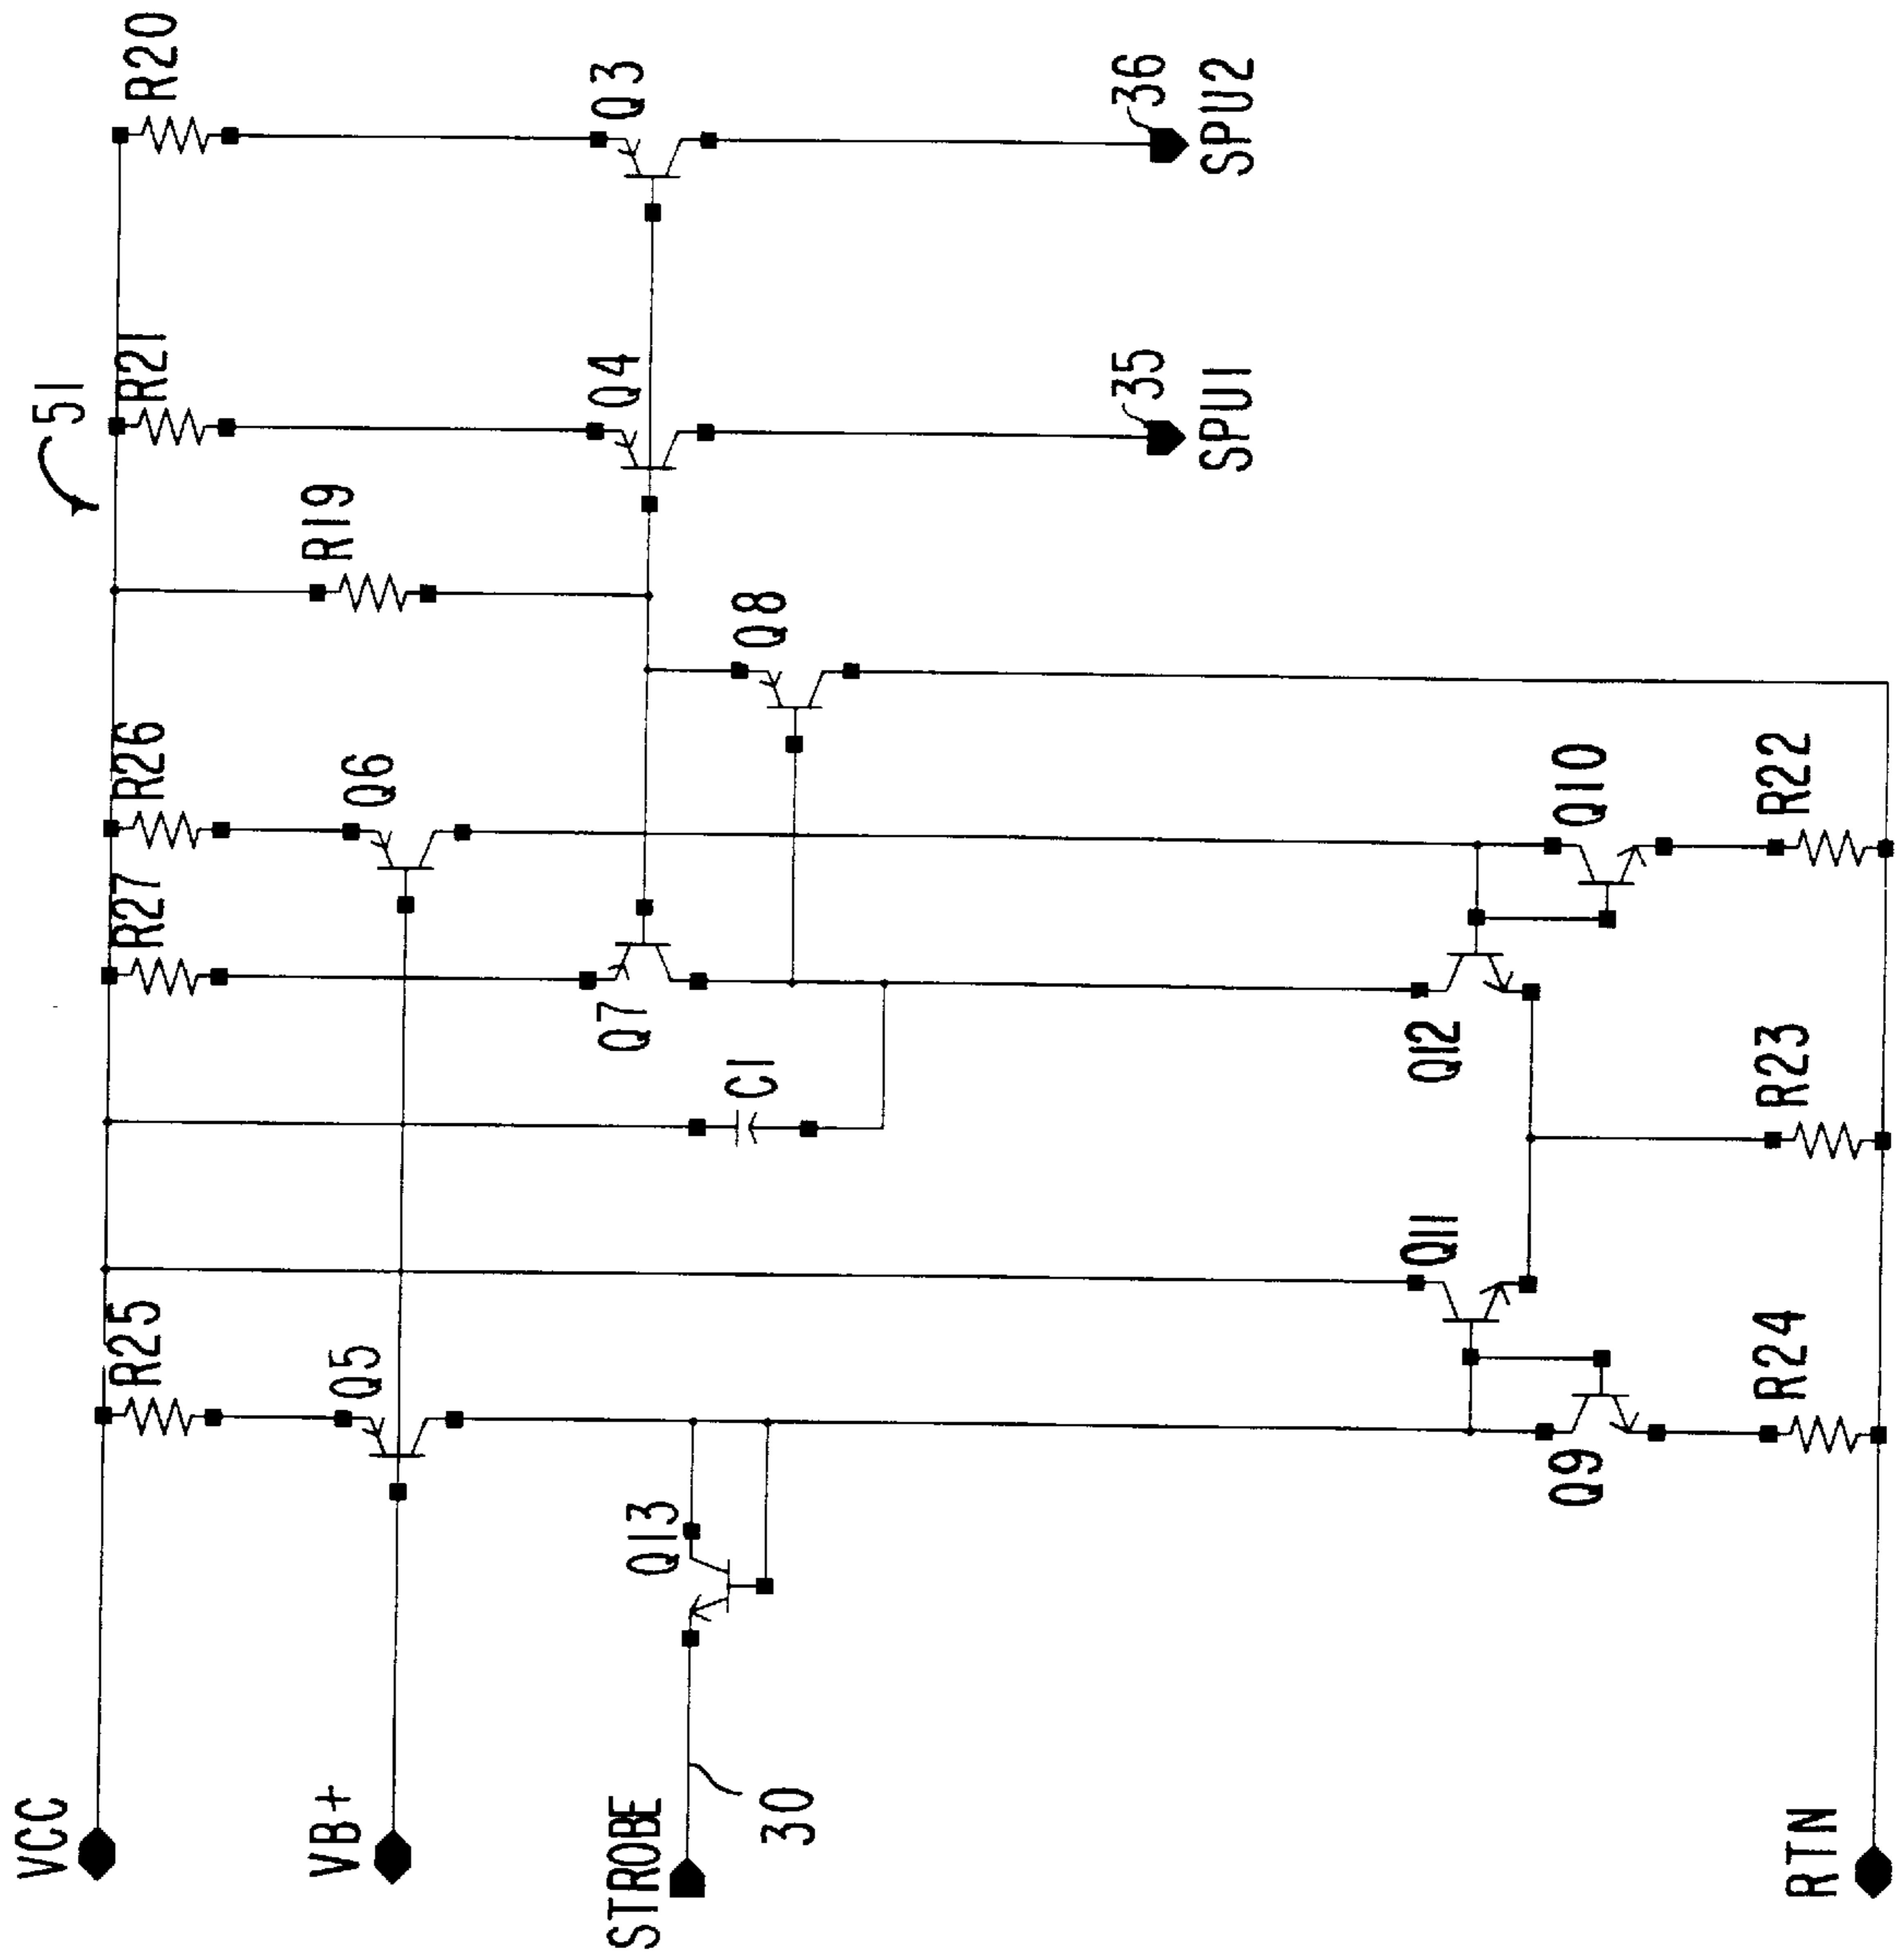 51
VCC
R25
R27
R26
R21
R20
R19
VB+
Q5
Q6
Q4
Q3
STROBE
30
Q13
C1
Q7
Q8
35
SPU1
36
SPU2
Q11
Q12
Q9
Q10
RTN
R24
R23
R22